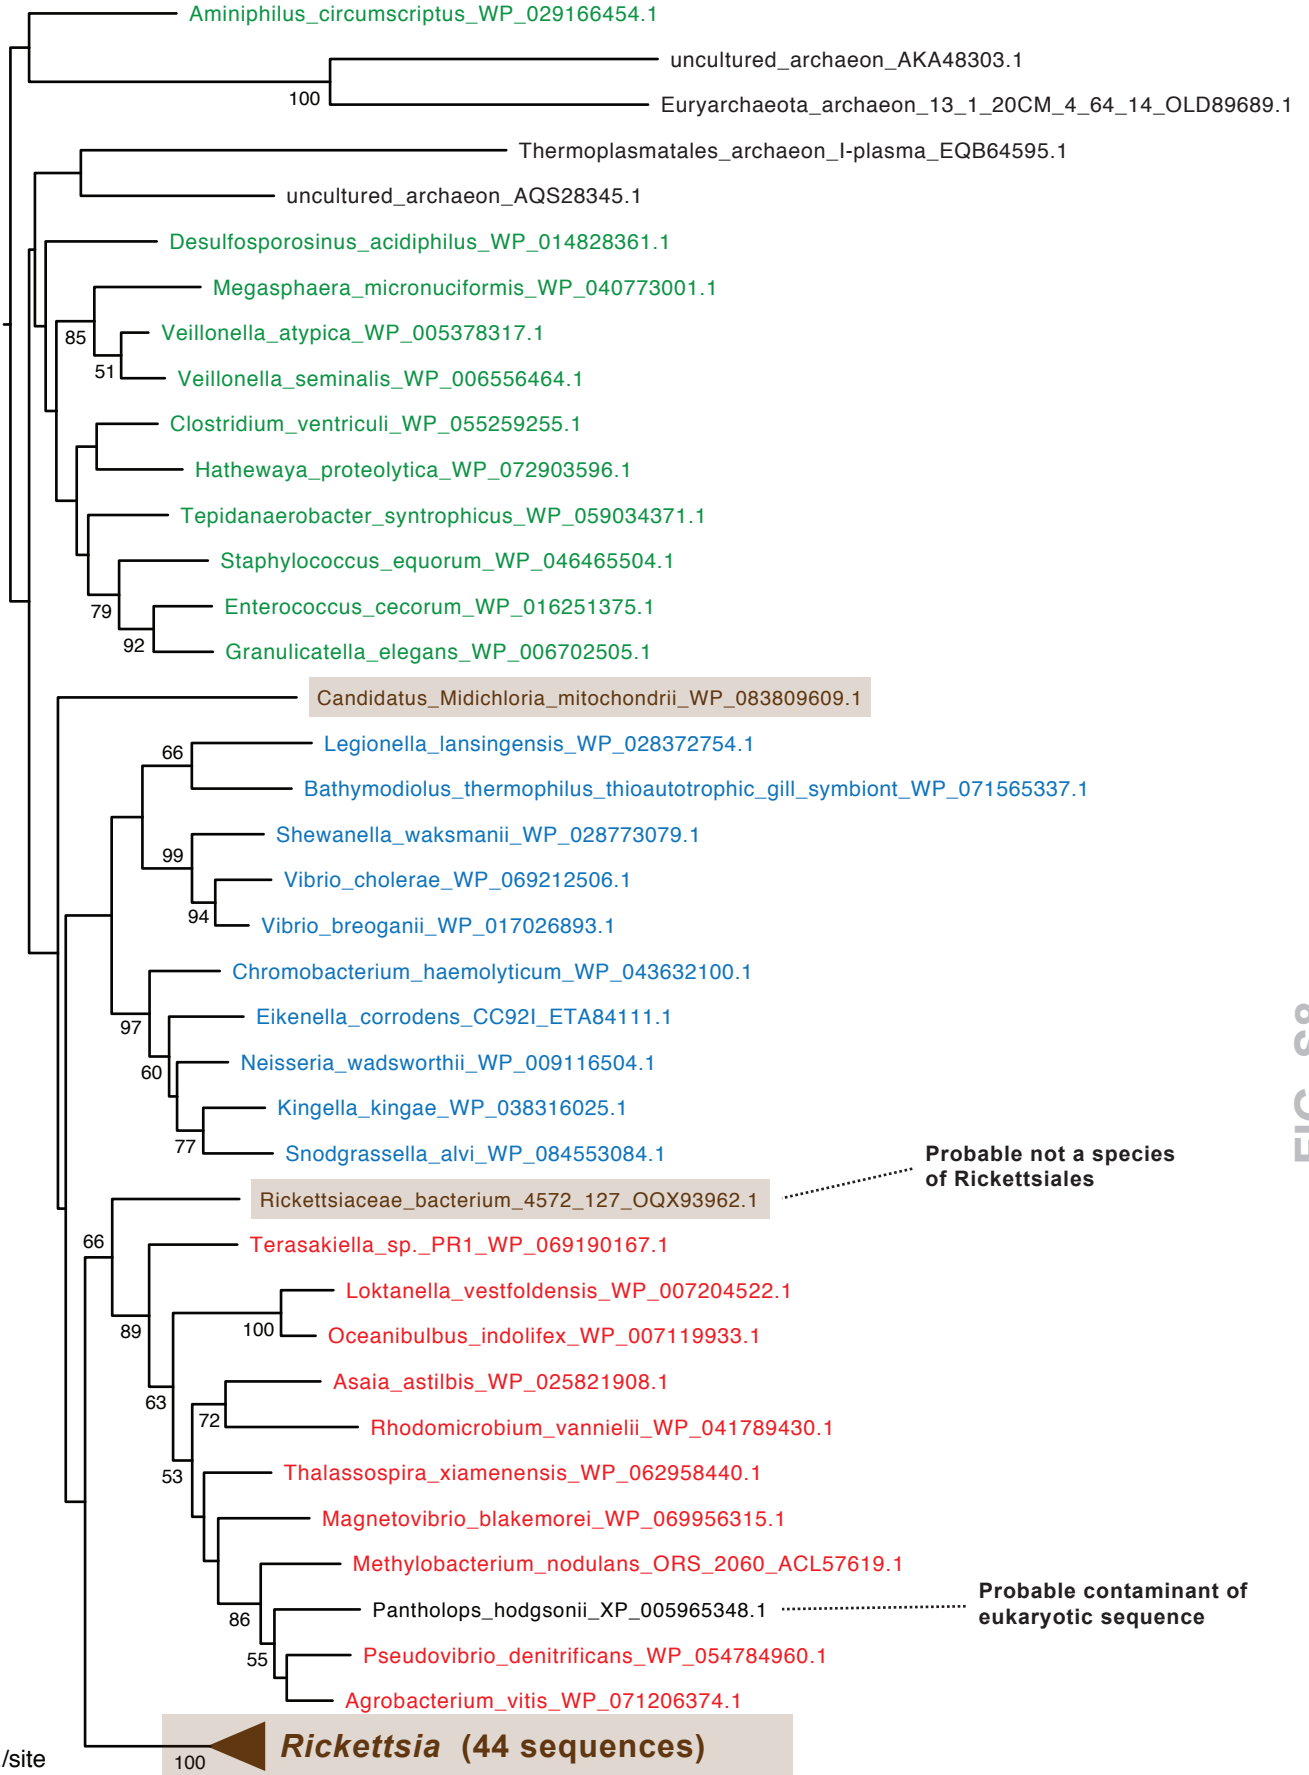 Aminiphilus_circumscriptus_WP_029166454.1
uncultured_archaeon_AKA48303.1
100
Euryarchaeota_archaeon_13_1_20CM_4_64_14_OLD89689.1
Thermoplasmatales_archaeon_I-plasma_EQB64595.1
uncultured_archaeon_AQS28345.1
Desulfosporosinus_acidiphilus_WP_014828361.1
Megasphaera_micronuciformis_WP_040773001.1
85
Veillonella_atypica_WP_005378317.1
51
Veillonella_seminalis_WP_006556464.1
Clostridium_ventriculi_WP_055259255.1
Hathewaya_proteolytica_WP_072903596.1
Tepidanaerobacter_syntrophicus_WP_059034371.1
Staphylococcus_equorum_WP_046465504.1
79
Enterococcus_cecorum_WP_016251375.1
92
Granulicatella_elegans_WP_006702505.1
Candidatus_Midichloria_mitochondrii_WP_083809609.1
66
Legionella_lansingensis_WP_028372754.1
Bathymodiolus_thermophilus_thioautotrophic_gill_symbiont_WP_071565337.1
Shewanella_waksmanii_WP_028773079.1
99
Vibrio_cholerae_WP_069212506.1
94
Vibrio_breoganii_WP_017026893.1
Chromobacterium_haemolyticum_WP_043632100.1
97
Eikenella_corrodens_CC92I_ETA84111.1
Neisseria_wadsworthii_WP_009116504.1
60
Kingella_kingae_WP_038316025.1
77
Snodgrassella_alvi_WP_084553084.1
Probable not a species
of Rickettsiales
Rickettsiaceae_bacterium_4572_127_OQX93962.1
66
Terasakiella_sp._PR1_WP_069190167.1
Loktanella_vestfoldensis_WP_007204522.1
89
100
Oceanibulbus_indolifex_WP_007119933.1
Asaia_astilbis_WP_025821908.1
63
72
Rhodomicrobium_vannielii_WP_041789430.1
53
Thalassospira_xiamenensis_WP_062958440.1
Magnetovibrio_blakemorei_WP_069956315.1
Methylobacterium_nodulans_ORS_2060_ACL57619.1
86
Pantholops_hodgsonii_XP_005965348.1
Probable contaminant of
eukaryotic sequence
55
Pseudovibrio_denitrificans_WP_054784960.1
Agrobacterium_vitis_WP_071206374.1
Rickettsia (44 sequences)
100
/site